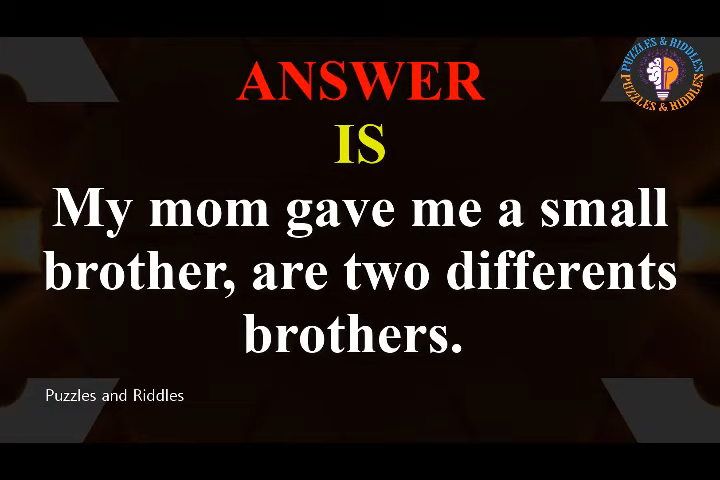 PUZZLES & RIDDLES
PUZZLES & RIDDLES
ANSWER
IS
My mom gave me a small
brother, are two differents
brothers.
Puzzles and Riddles